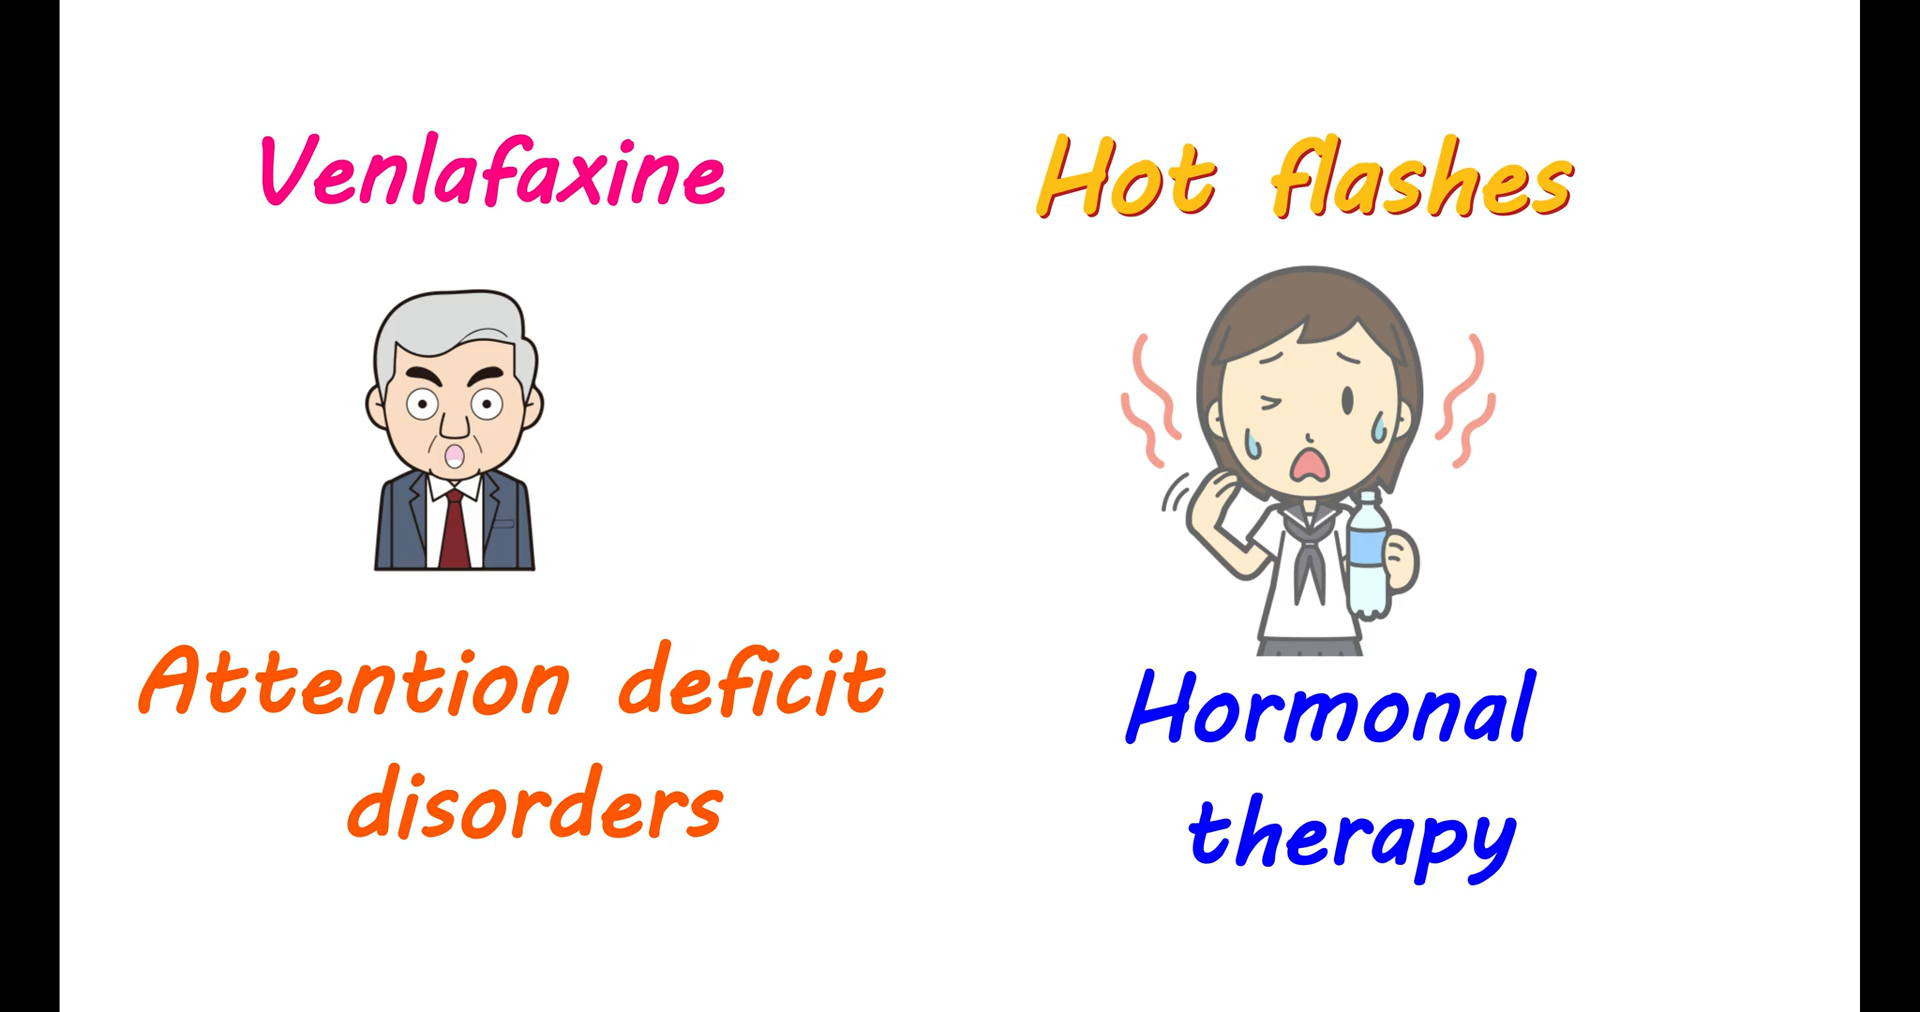 Venlafaxine
Attention deficit
disorders
Hot flashes
Hormonal
therapy